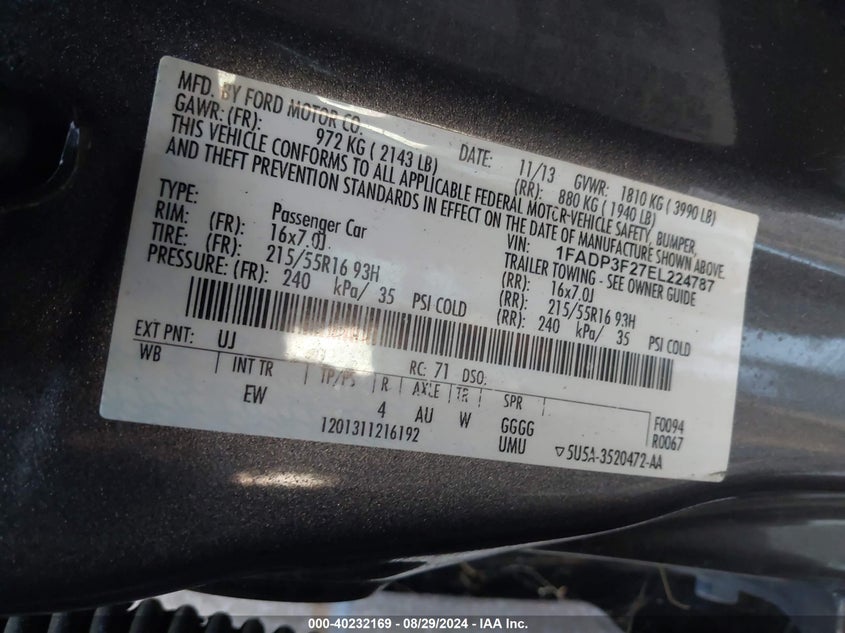 MFD. BY FORD MOTOR CO.
DATE: 11/13 GVWR: 1810 KG ( 3990 LB)
GAWR: (FR): 972 KG ( 2143 LB) (RR): 880 KG ( 1940 LB)
THIS VEHICLE CONFORMS TO ALL APPLICABLE FEDERAL MOTOR-VEHICLE SAFETY, BUMPER,
AND THEFT PREVENTION STANDARDS IN EFFECT ON THE DATE OF MANUFACTURE SHOWN ABOVE.
VIN: 1FADP3F27EL224787
TYPE: Passenger Car TRAILER TOWING - SEE OWNER GUIDE
RIM: (FR): 16x7.0J (RR): 16x7.0J
TIRE: (FR): 215/55R16 93H (RR): 215/55R16 93H
PRESSURE: (FR): 240 kPa/ 35 PSI COLD (RR): 240 kPa/ 35 PSI COLD
EXT PNT: UJ RC: 71 DSO:
WB INT TR TP/PS R AXLE TR SPR
EW 4 AU W GGGG F0094
UMU R0067
1201311216192 ▽5U5A-3520472-AA
000-40232169 - 08/29/2024 - IAA Inc.